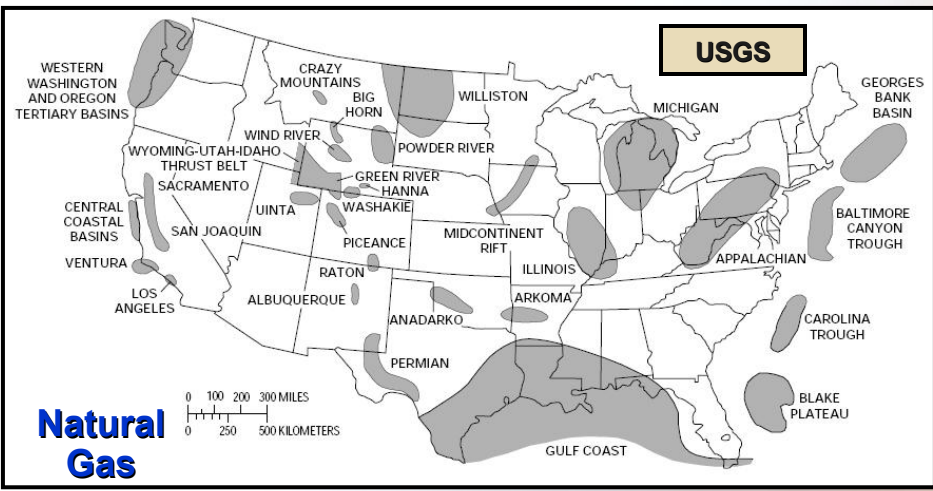 USGS
WESTERN
WASHINGTON
AND OREGON
TERTIARY BASINS
CRAZY
MOUNTAINS
BIG
HORN
WILLISTON
MICHIGAN
GEORGES
BANK
BASIN
WIND RIVER
WYOMING-UTAH-IDAHO
THRUST BELT
POWDER RIVER
SACRAMENTO
GREEN RIVER
HANNA
WASHAKIE
UINTA
CENTRAL
COASTAL
BASINS
SAN JOAQUIN
PICEANCE
MIDCONTINENT
RIFT
BALTIMORE
CANYON
TROUGH
VENTURA
RATON
ILLINOIS
APPALACHIAN
LOS
ANGELES
ALBUQUERQUE
ANADARKO
ARKOMA
CAROLINA
TROUGH
PERMIAN
BLAKE
PLATEAU
GULF COAST
0 100 200 300 MILES
0 250 500 KILOMETERS
Natural
Gas